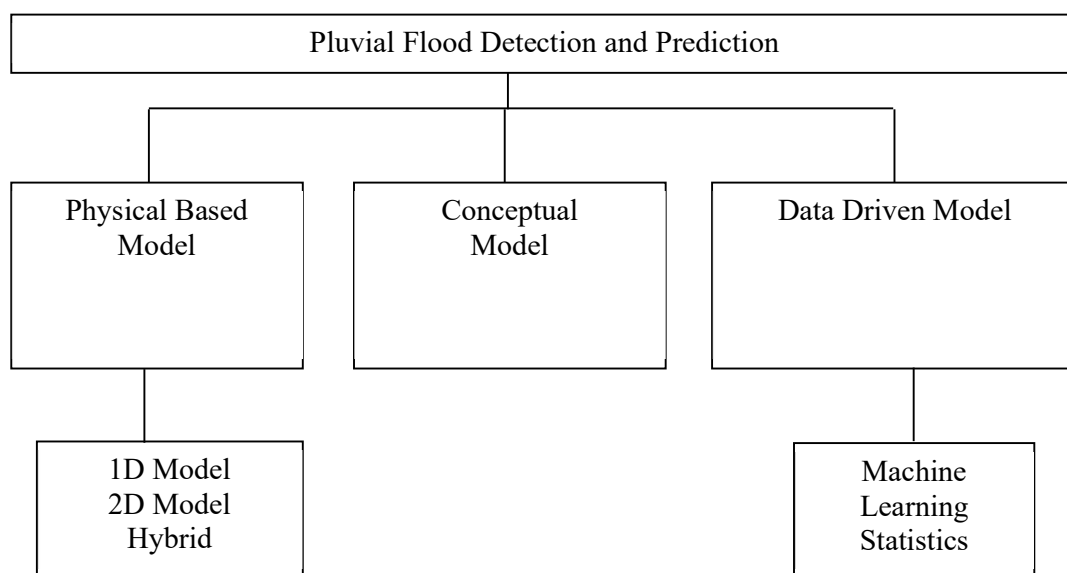 Pluvial Flood Detection and Prediction
Physical Based
Model
Conceptual
Model
Data Driven Model
1D Model
2D Model
Hybrid
Machine
Learning
Statistics